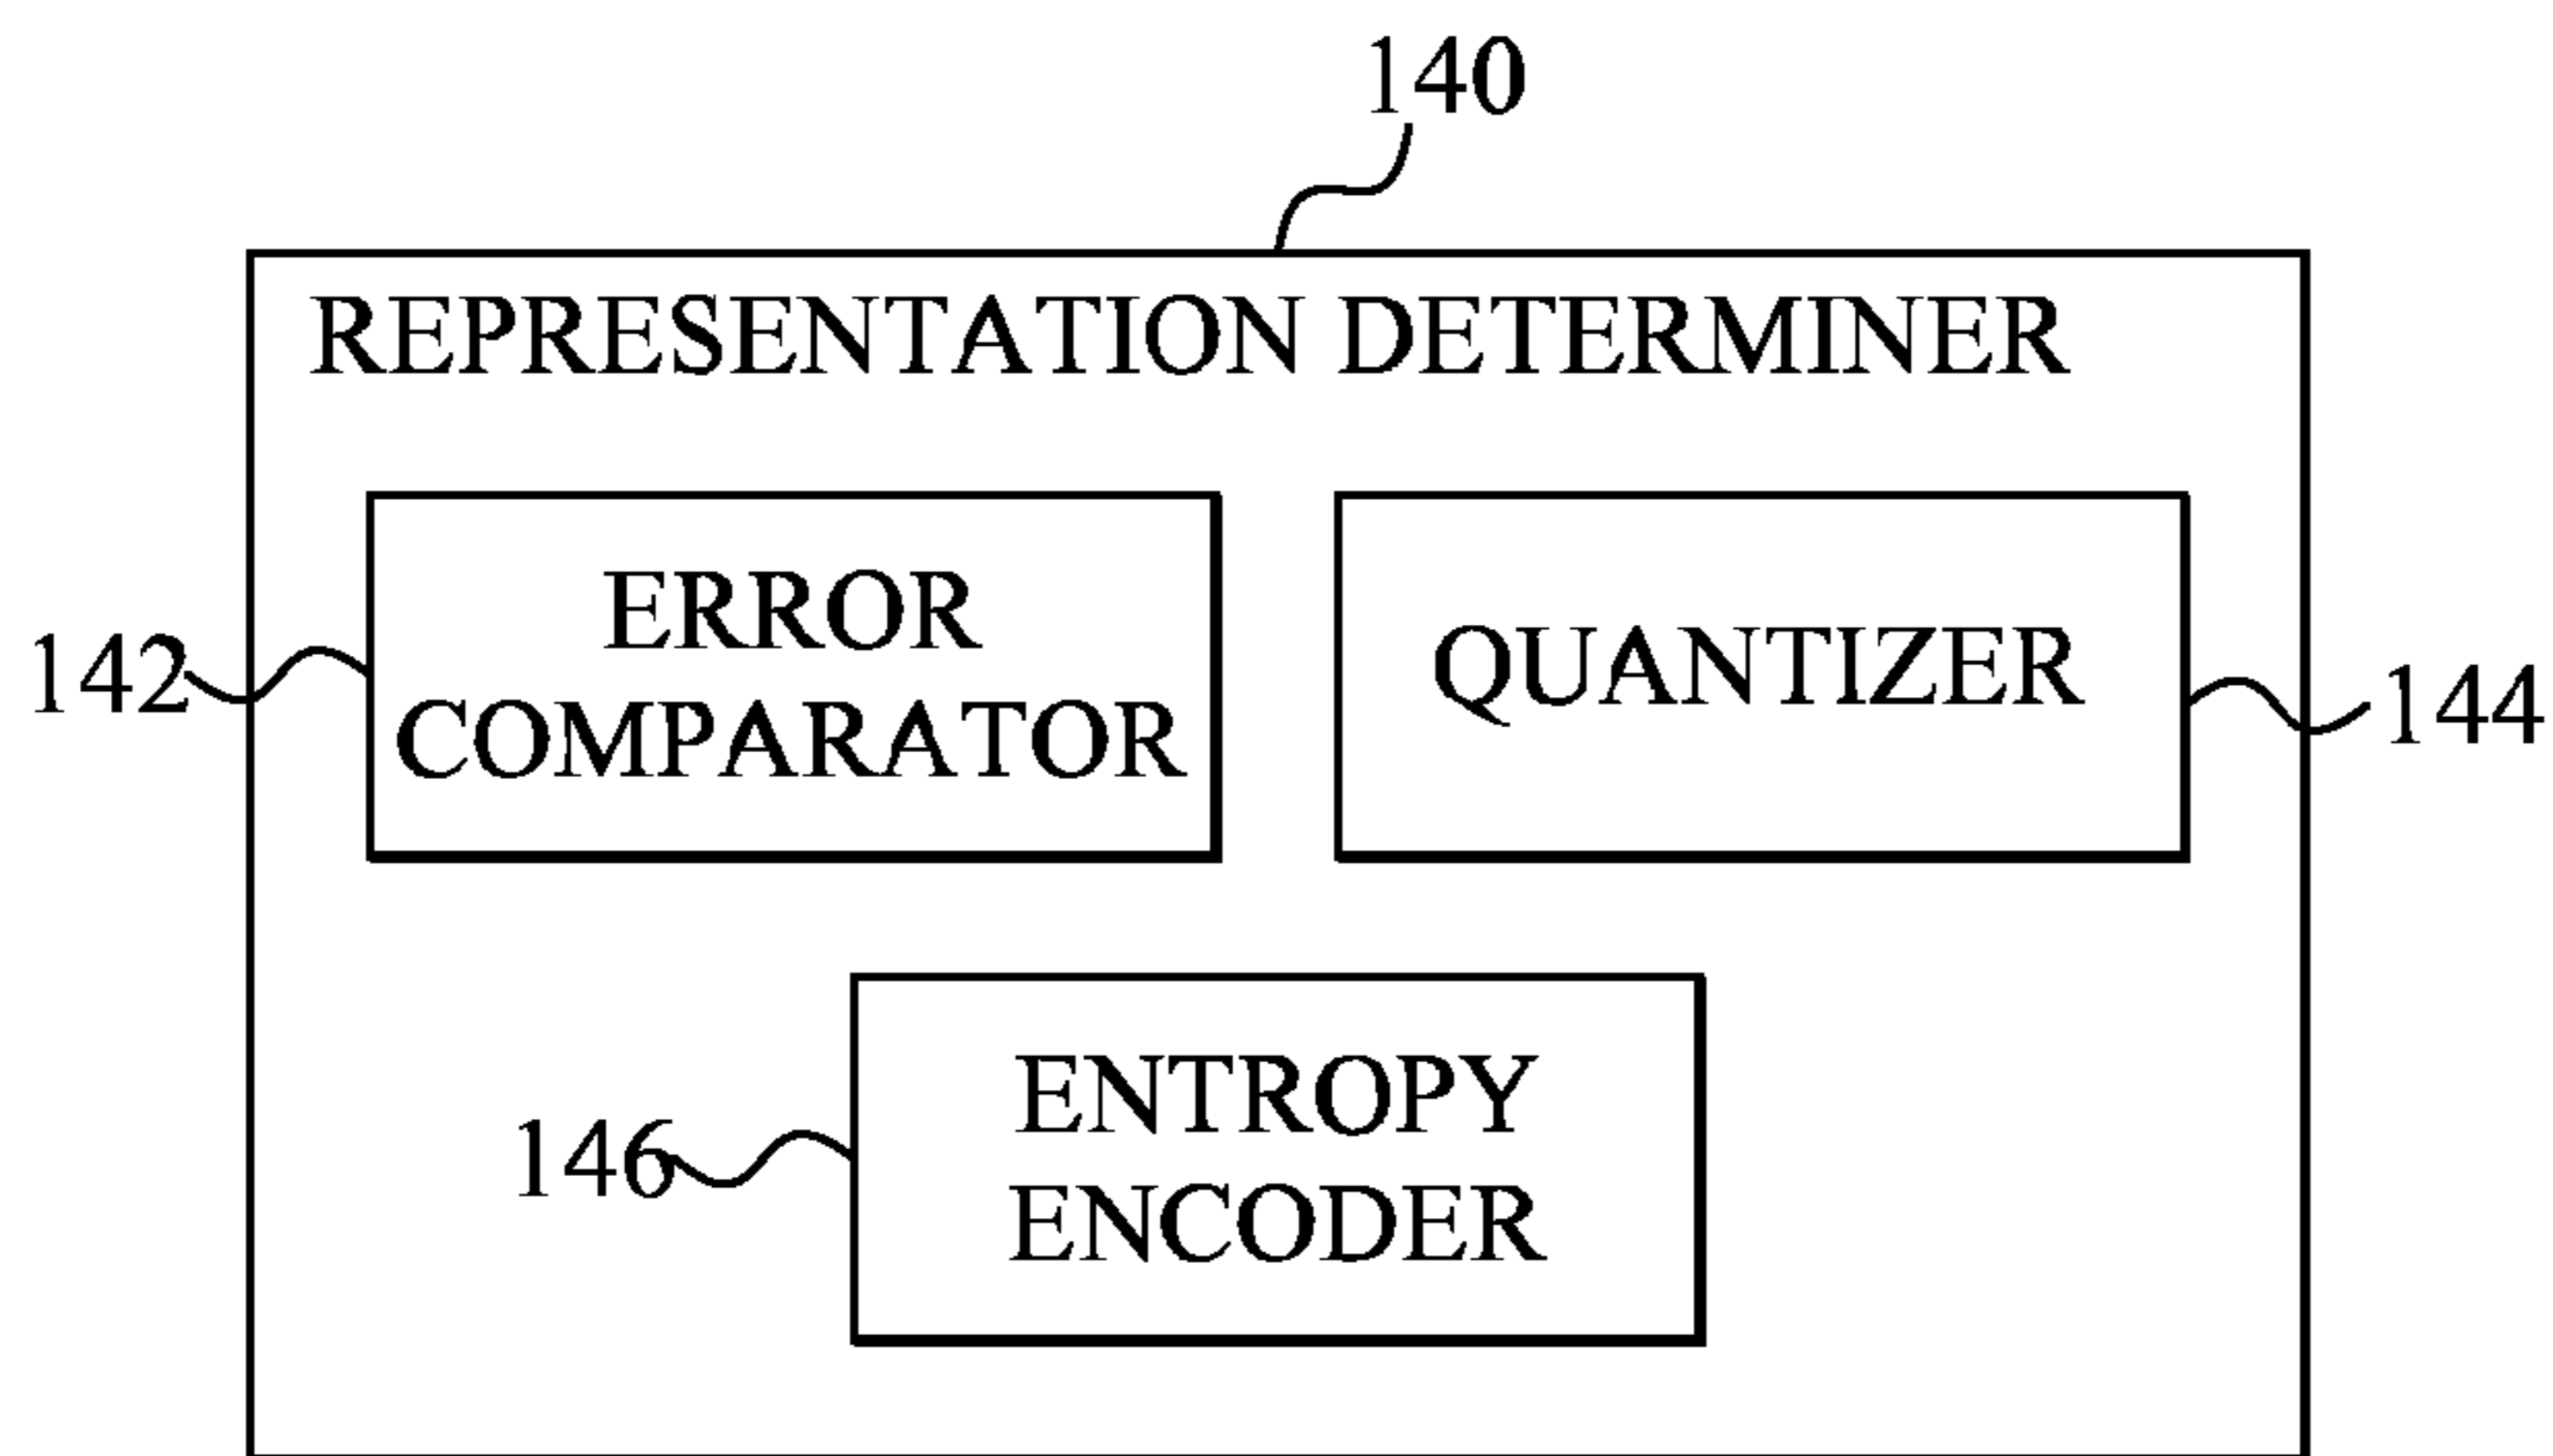 140
REPRESENTATION DETERMINER
ERROR
COMPARATOR
142
QUANTIZER
144
ENTROPY
ENCODER
146